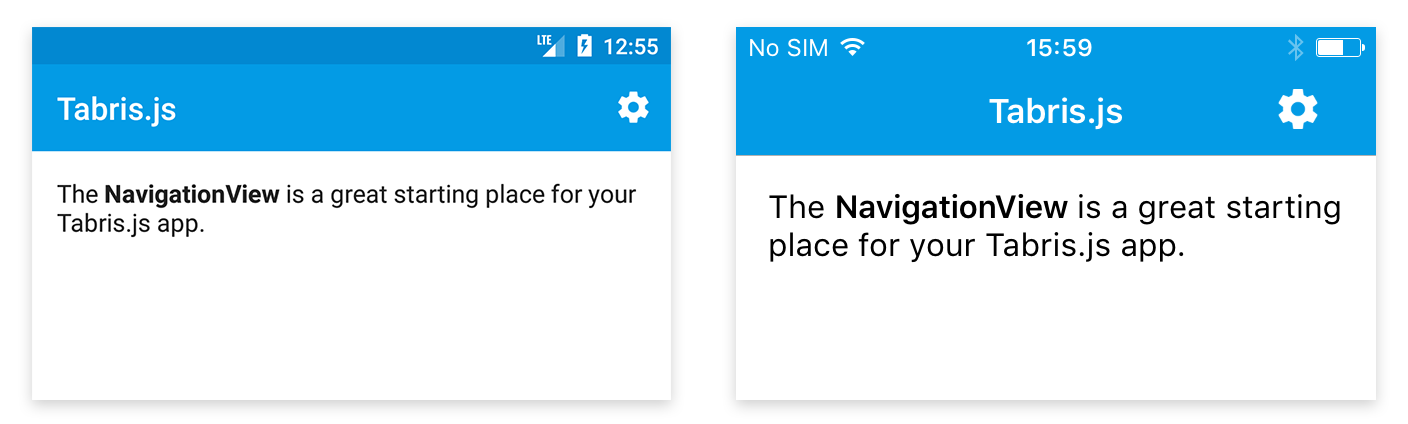 LTE 12:55
Tabris.js
The NavigationView is a great starting place for your
Tabris.js app.
No SIM 15:59
Tabris.js
The NavigationView is a great starting
place for your Tabris.js app.